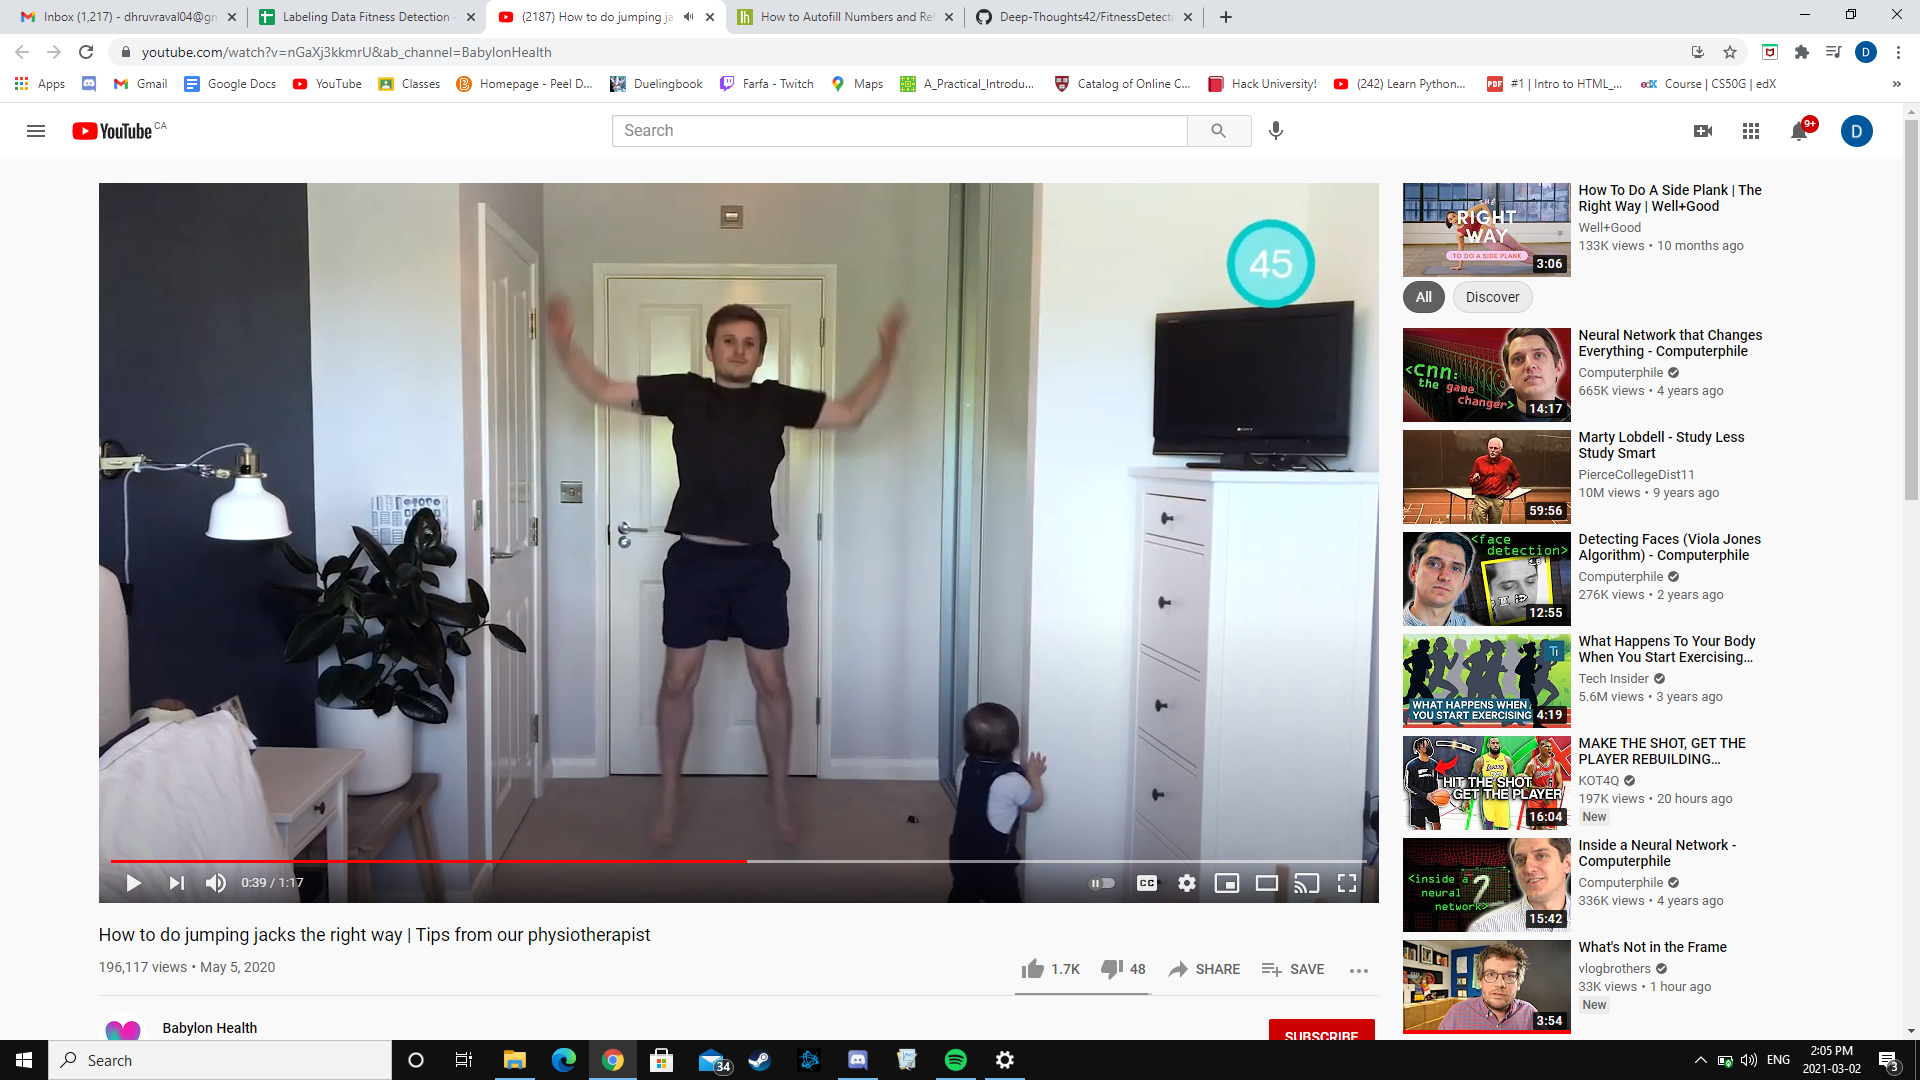 Inbox (1,217) - dhruvraval04@gm
Labeling Data Fitness Detection -
(2187) How to do jumping ja
How to Autofill Numbers and Re
Deep-Thoughts42/FitnessDetecti
youtube.com/watch?v=nGaXj3kkmrU&ab_channel=BabylonHealth
D
Apps
Gmail
Google Docs
YouTube
Classes
Homepage - Peel D...
Duelingbook
Farfa - Twitch
Maps
A_Practical_Introdu...
Catalog of Online C...
Hack University!
(242) Learn Python...
#1 | Intro to HTML_...
Course | CS50G | edX
»
YouTube CA
Search
9+
D
45
SONY
0:39 / 1:17
CC
How to do jumping jacks the right way | Tips from our physiotherapist
196,117 views • May 5, 2020
1.7K
48
SHARE
SAVE
Babylon Health
SUBSCRIBE
THE
RIGHT
WAY
TO DO A SIDE PLANK
3:06
How To Do A Side Plank | The
Right Way | Well+Good
Well+Good
133K views • 10 months ago
All
Discover
<cnn:
the game
changer>
14:17
Neural Network that Changes
Everything - Computerphile
Computerphile
665K views • 4 years ago
59:56
Marty Lobdell - Study Less
Study Smart
PierceCollegeDist11
10M views • 9 years ago
<face
detection>
12:55
Detecting Faces (Viola Jones
Algorithm) - Computerphile
Computerphile
276K views • 2 years ago
TI
WHAT HAPPENS WHEN
YOU START EXERCISING
4:19
What Happens To Your Body
When You Start Exercising...
Tech Insider
5.6M views • 3 years ago
HIT THE SHOT
GET THE PLAYER
16:04
MAKE THE SHOT, GET THE
PLAYER REBUILDING...
KOT4Q
197K views • 20 hours ago
New
<inside a
neural
network>
?
15:42
Inside a Neural Network -
Computerphile
Computerphile
336K views • 4 years ago
3:54
What's Not in the Frame
vlogbrothers
33K views • 1 hour ago
New
Search
34
ENG
2:05 PM
2021-03-02
3